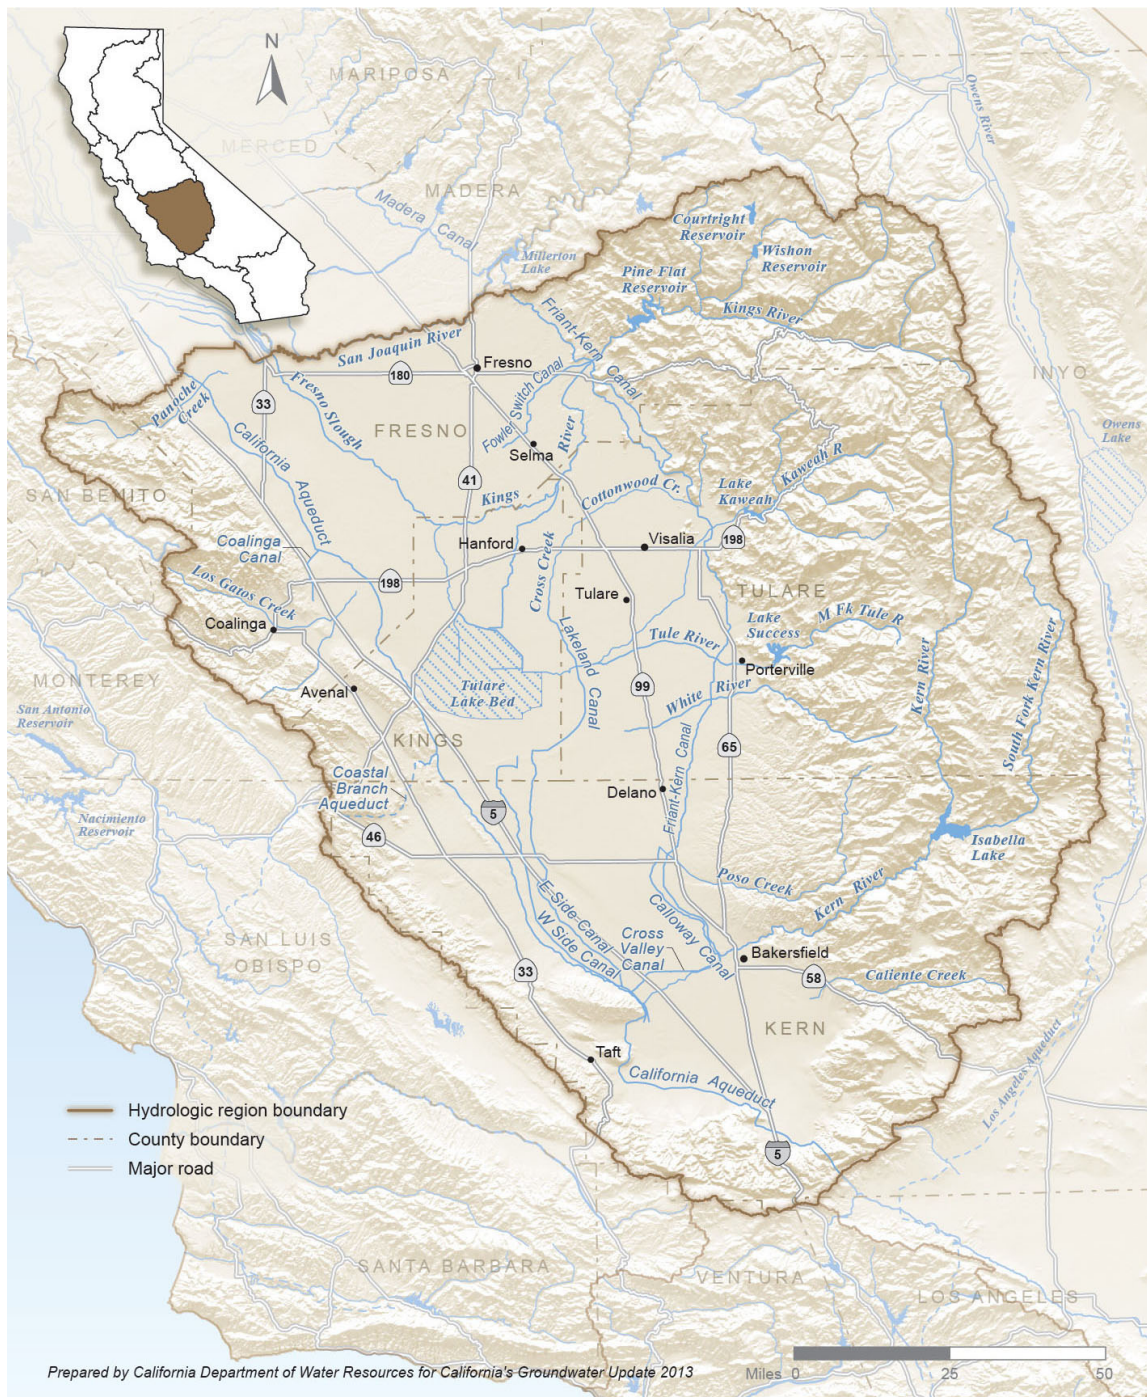 N
MARIPOSA
MERCED
MADERA
Owens River
Madera
Canal
Millerton
Lake
Courtright
Reservoir
Wishon
Reservoir
Pine Flat
Reservoir
Kings River
Friant-Kern Canal
San Joaquin River
Fresno
180
33
Panoche
Creek
Fresno Slough
FRESNO
Fowler Switch Canal
Selma
INYO
Owens
Lake
California
Aqueduct
41
Kings
River
Cottonwood Cr.
Lake
Kaweah
Kaweah R
SAN BENITO
Coalinga
Canal
Hanford
Visalia
198
198
Cross Creek
Los Gatos Creek
Tulare
TULARE
Coalinga
Lakeland Canal
Tule River
Lake
Success
M Fk Tule R
Porterville
MONTEREY
Avenal
Tulare
Lake Bed
99
White River
Kern River
South Fork Kern River
San Antonio
Reservoir
KINGS
65
Coastal
Branch
Aqueduct
Delano
Friant-Kern Canal
Nacimiento
Reservoir
5
46
Isabella
Lake
Poso Creek
Kern River
E Side Canal
W Side Canal
Calloway Canal
Cross
Valley
Canal
SAN LUIS
OBISPO
Bakersfield
33
58
Caliente Creek
KERN
Taft
California Aqueduct
Los Angeles Aqueduct
Hydrologic region boundary
County boundary
Major road
5
SANTA BARBARA
VENTURA
LOS ANGELES
Prepared by California Department of Water Resources for California's Groundwater Update 2013
Miles 0 25 50